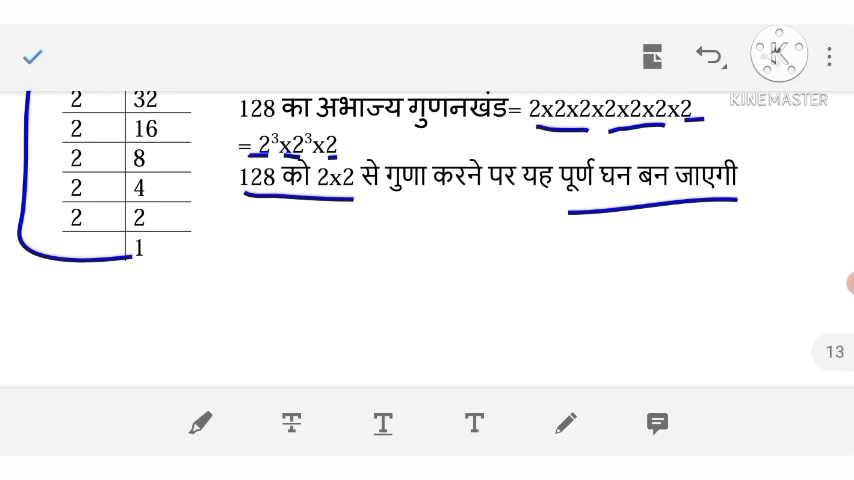 KINEMASTER
2 32
2 16
2 8
2 4
2 2
1
128 का अभाज्य गुणनखंड= 2x2x2x2x2x2x2
= 2³x2³x2
128 को 2x2 से गुणा करने पर यह पूर्ण घन बन जाएगी
13